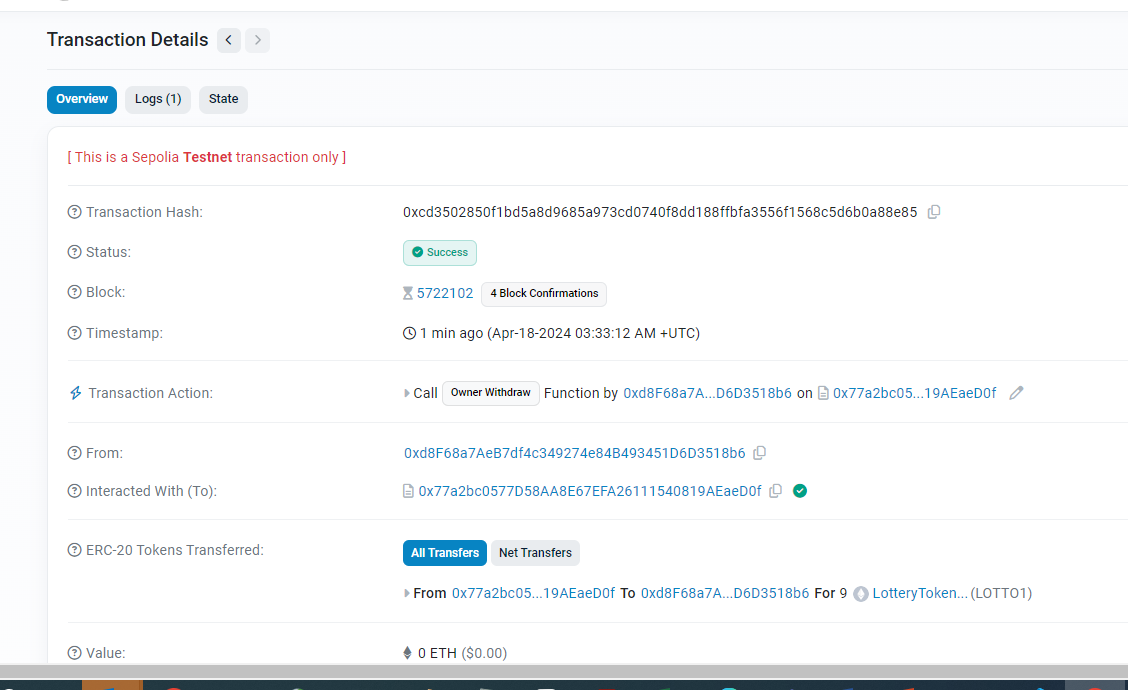 Transaction Details
Overview Logs (1) State
[ This is a Sepolia Testnet transaction only ]
Transaction Hash: 0xcd3502850f1bd5a8d9685a973cd0740f8dd188ffbfa3556f1568c5d6b0a88e85
Status: Success
Block: 5722102 4 Block Confirmations
Timestamp: 1 min ago (Apr-18-2024 03:33:12 AM +UTC)
Transaction Action: Call Owner Withdraw Function by 0xd8F68a7A...D6D3518b6 on 0x77a2bc05...19AEaeD0f
From: 0xd8F68a7AeB7df4c349274e84B493451D6D3518b6
Interacted With (To): 0x77a2bc0577D58AA8E67EFA26111540819AEaeD0f
ERC-20 Tokens Transferred: All Transfers Net Transfers
From 0x77a2bc05...19AEaeD0f To 0xd8F68a7A...D6D3518b6 For 9 LotteryToken... (LOTTO1)
Value: 0 ETH ($0.00)